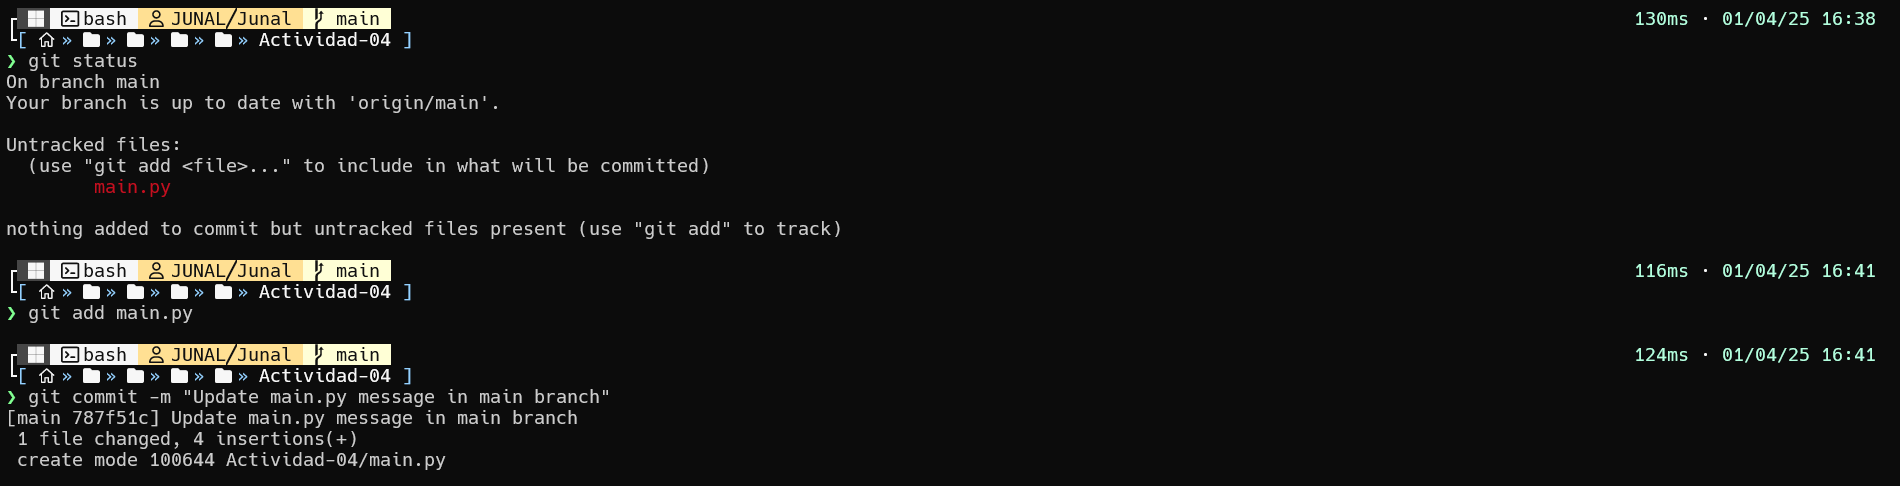 bash JUNAL/Junal main 130ms · 01/04/25 16:38
[ » » » » » Actividad-04 ]
❯ git status
On branch main
Your branch is up to date with 'origin/main'.
Untracked files:
(use "git add <file>..." to include in what will be committed)
main.py
nothing added to commit but untracked files present (use "git add" to track)
bash JUNAL/Junal main 116ms · 01/04/25 16:41
[ » » » » » Actividad-04 ]
❯ git add main.py
bash JUNAL/Junal main 124ms · 01/04/25 16:41
[ » » » » » Actividad-04 ]
❯ git commit -m "Update main.py message in main branch"
[main 787f51c] Update main.py message in main branch
1 file changed, 4 insertions(+)
create mode 100644 Actividad-04/main.py